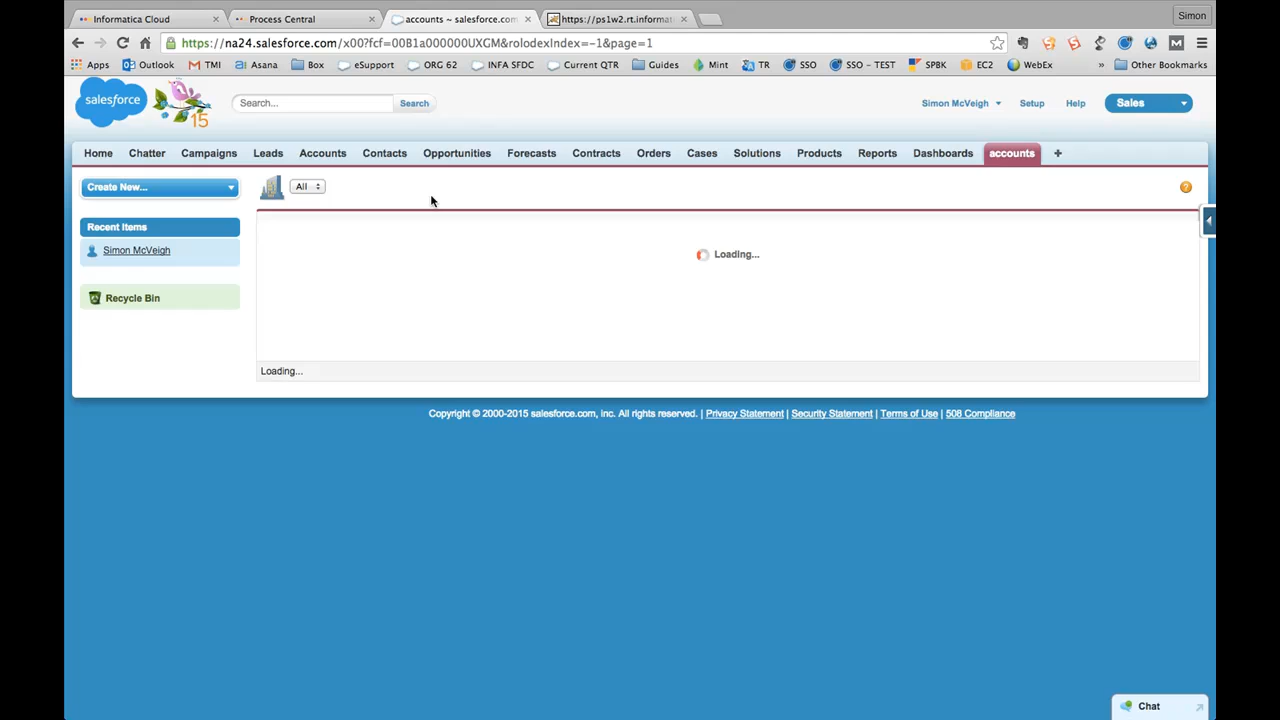 Informatica Cloud
Process Central
accounts ~ salesforce.com
https://ps1w2.rt.informat
Simon
https://na24.salesforce.com/x00?fcf=00B1a000000UXGM&rolodexIndex=-1&page=1
Apps Outlook TMI Asana Box eSupport ORG 62 INFA SFDC Current QTR Guides Mint TR SSO SSO - TEST SPBK EC2 WebEx » Other Bookmarks
salesforce
15
Search...
Search
Simon McVeigh
Setup
Help
Sales
Home Chatter Campaigns Leads Accounts Contacts Opportunities Forecasts Contracts Orders Cases Solutions Products Reports Dashboards accounts +
Create New...
All
?
Recent Items
Simon McVeigh
Loading...
Recycle Bin
Loading...
Copyright © 2000-2015 salesforce.com, inc. All rights reserved. | Privacy Statement | Security Statement | Terms of Use | 508 Compliance
Chat